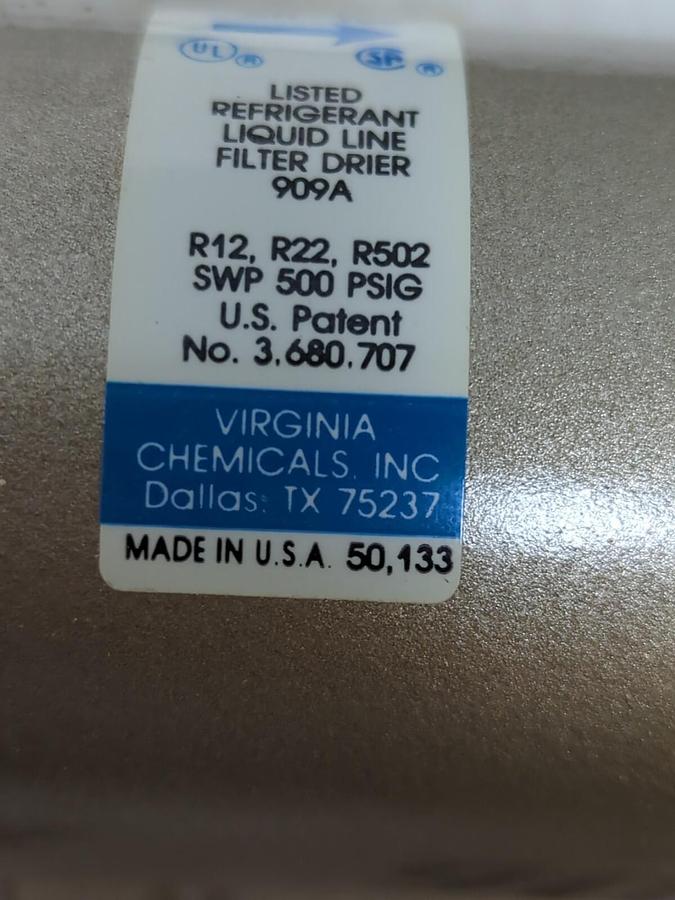 UL ® SP ®
LISTED
REFRIGERANT
LIQUID LINE
FILTER DRIER
909A
R12, R22, R502
SWP 500 PSIG
U.S. Patent
No. 3.680.707
VIRGINIA
CHEMICALS, INC
Dallas, TX 75237
MADE IN U.S.A. 50,133